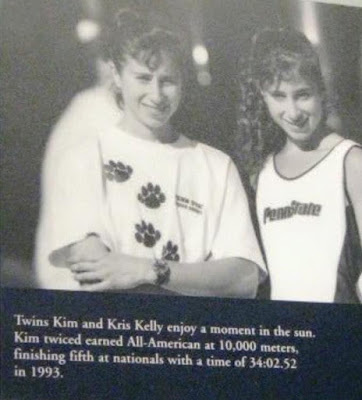 PennState
Twins Kim and Kris Kelly enjoy a moment in the sun.
Kim twiced earned All-American at 10,000 meters,
finishing fifth at nationals with a time of 34:02.52
in 1993.